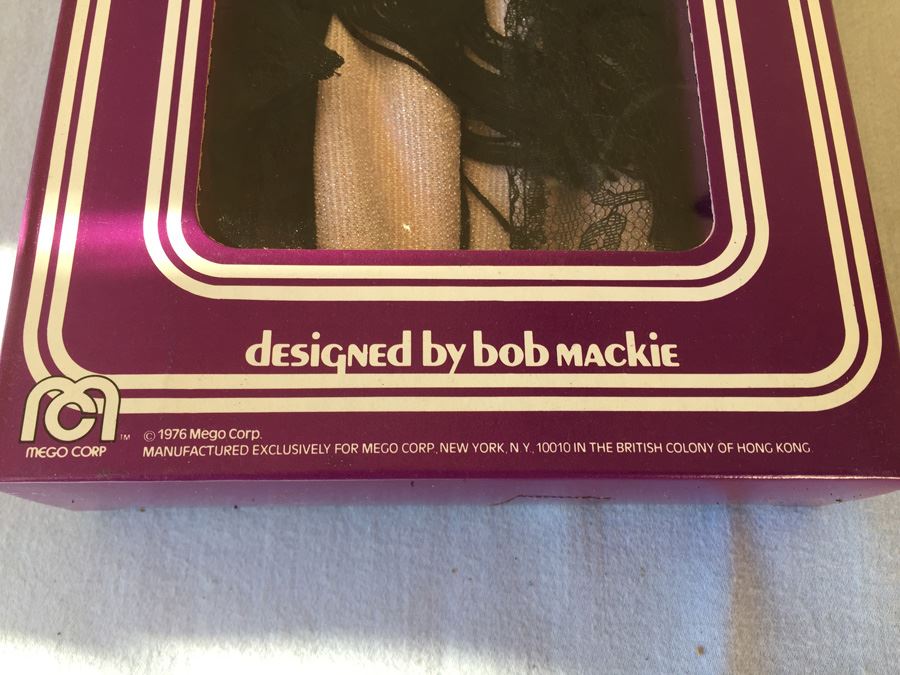 designed by bob mackie
MEGO CORP
TM
© 1976 Mego Corp.
MANUFACTURED EXCLUSIVELY FOR MEGO CORP. NEW YORK, N.Y. 10010 IN THE BRITISH COLONY OF HONG KONG.